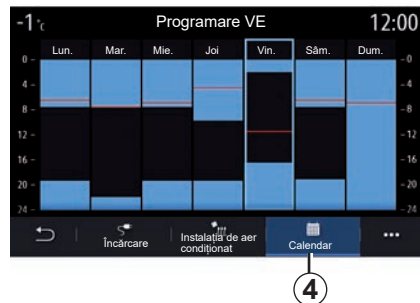 -1°c Programare VE 12:00
Lun. Mar. Mie. Joi Vin. Sâm. Dum.
0 0
4 4
8 8
12 12
16 16
20 20
24 24
Încărcare
Instalația de aer
condiționat
Calendar
4